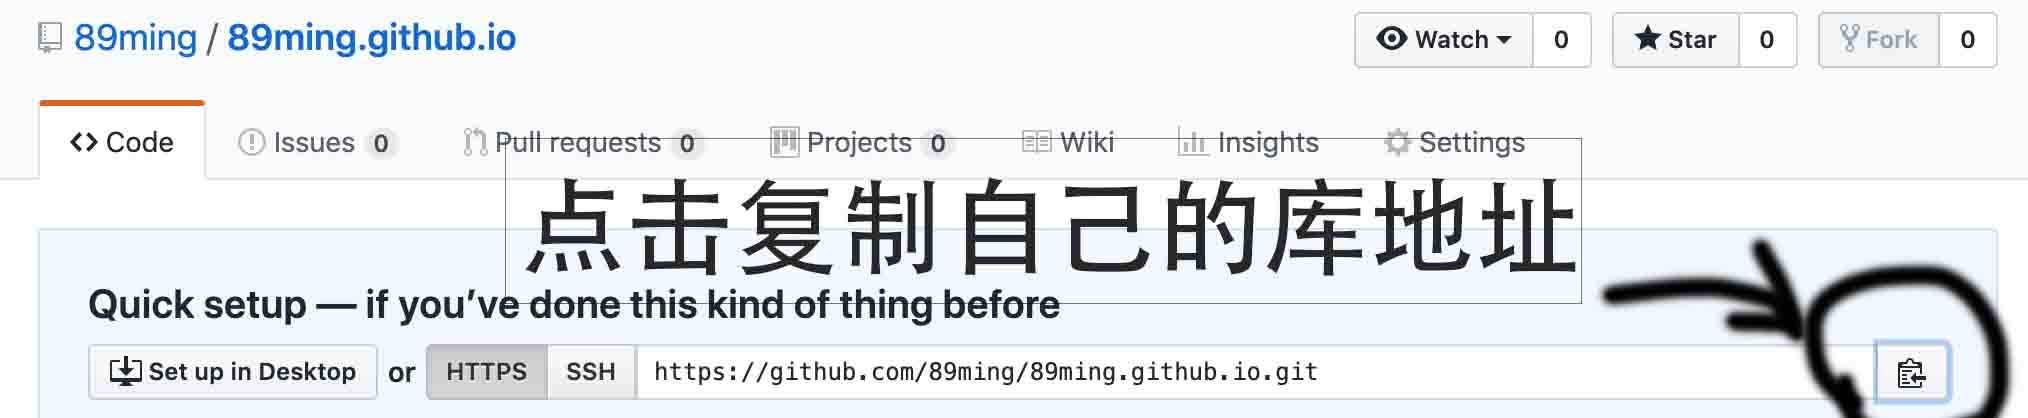 89ming / 89ming.github.io Watch 0 Star 0 Fork 0
Code Issues 0 Pull requests 0 Projects 0 Wiki Insights Settings
点击复制自己的库地址
Quick setup — if you’ve done this kind of thing before
Set up in Desktop or HTTPS SSH https://github.com/89ming/89ming.github.io.git